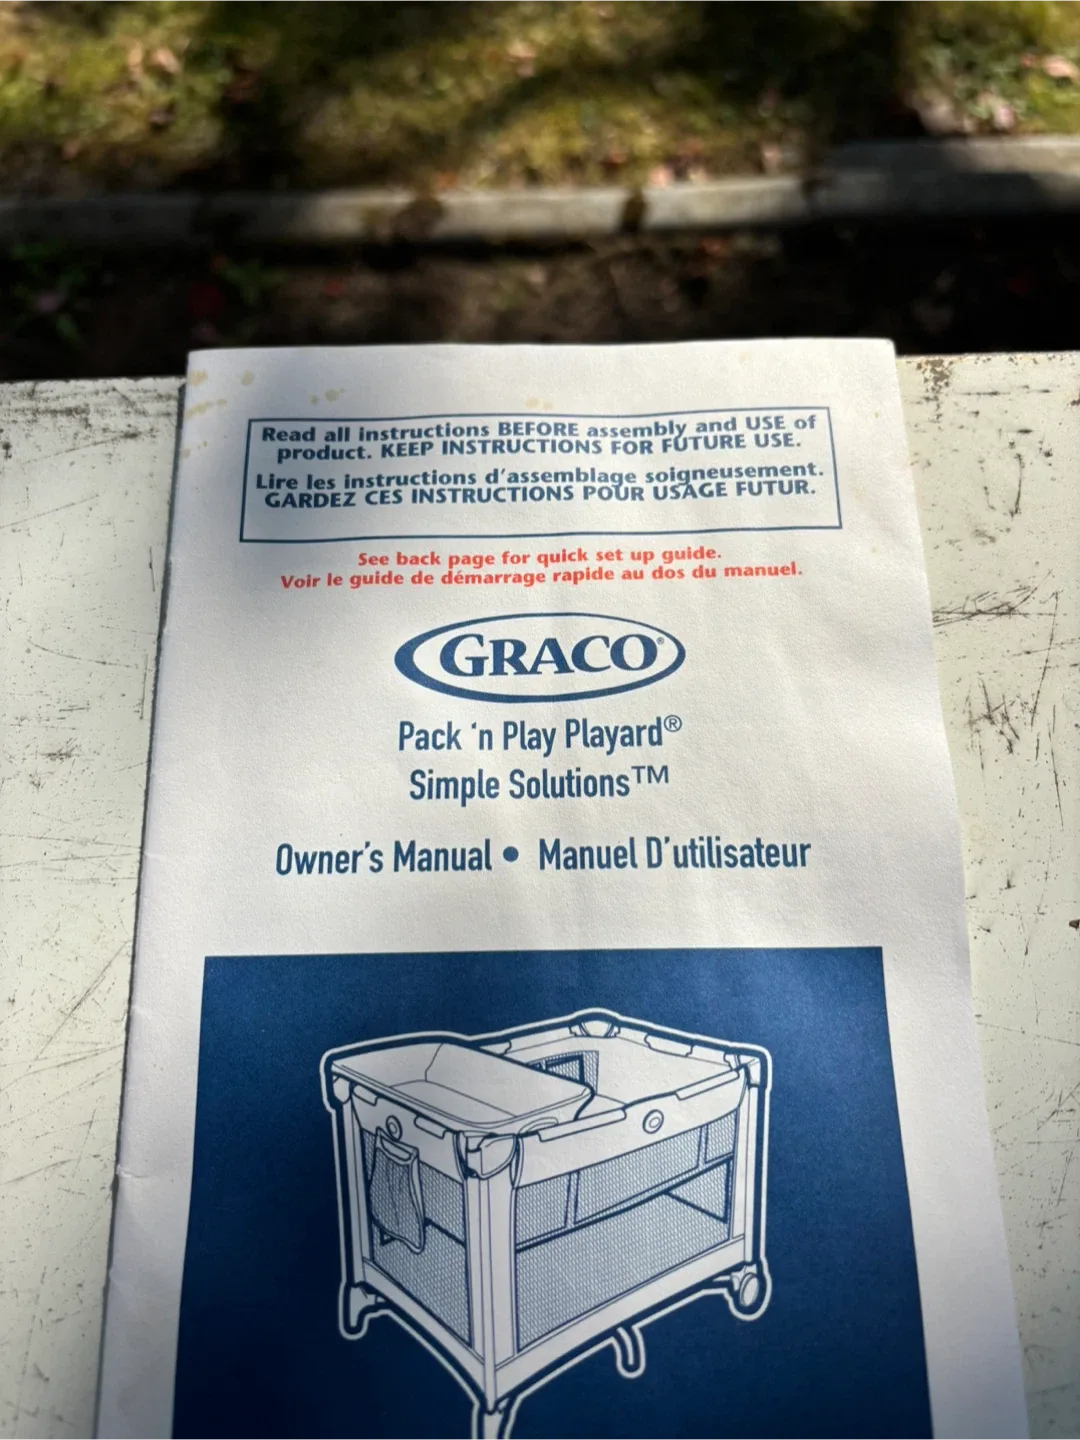 Read all instructions BEFORE assembly and USE of
product. KEEP INSTRUCTIONS FOR FUTURE USE.
Lire les instructions d'assemblage soigneusement.
GARDEZ CES INSTRUCTIONS POUR USAGE FUTUR.
See back page for quick set up guide.
Voir le guide de démarrage rapide au dos du manuel.
GRACO®
Pack 'n Play Playard®
Simple Solutions™
Owner's Manual • Manuel D'utilisateur